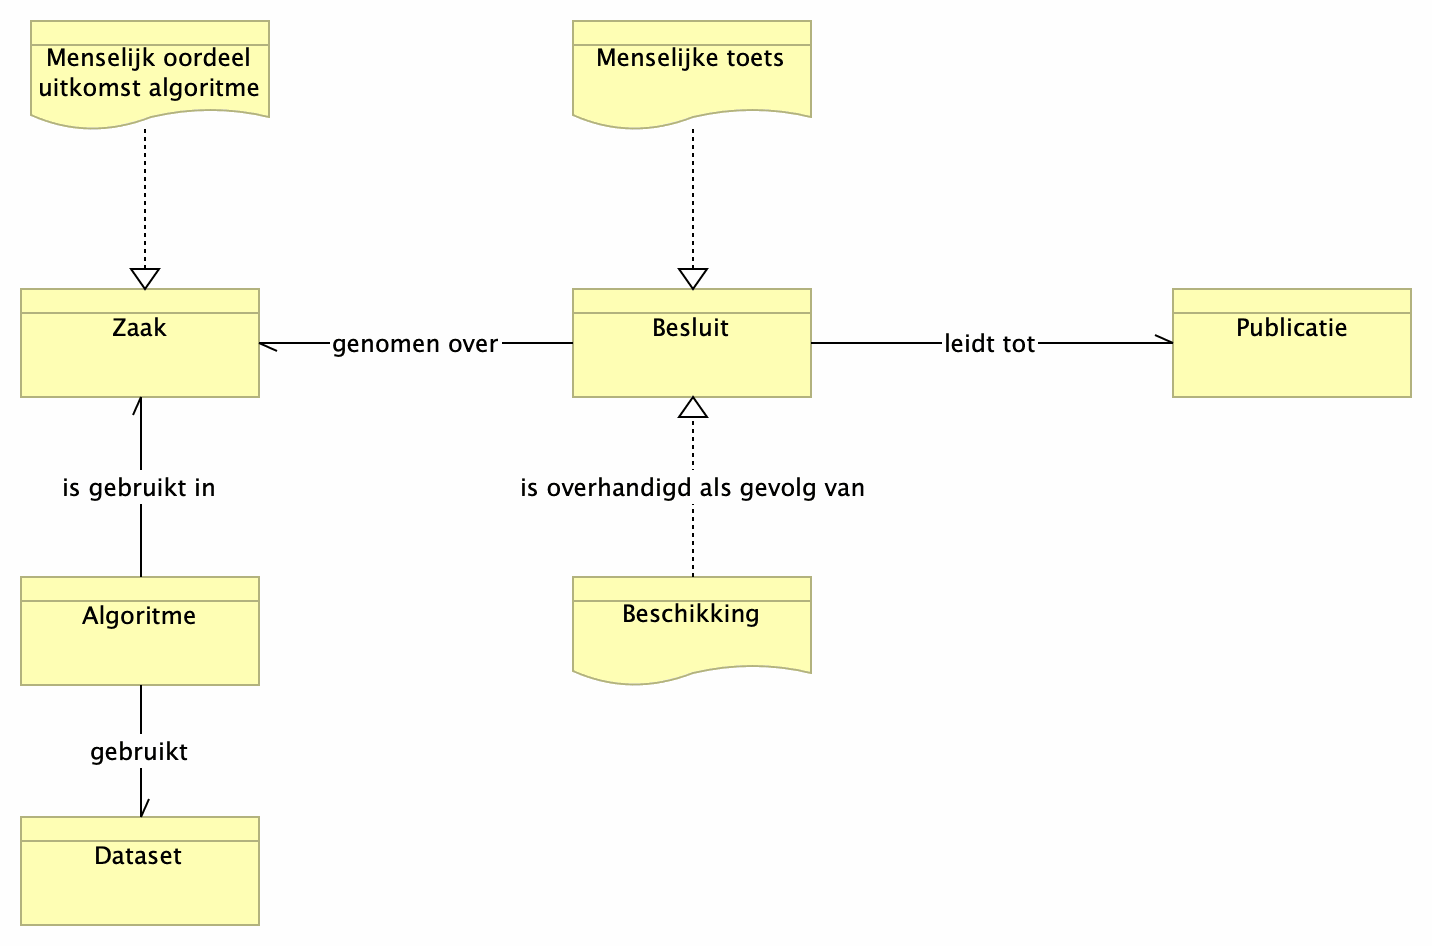 Menselijk oordeel
uitkomst algoritme
Menselijke toets
Zaak
genomen over
Besluit
leidt tot
Publicatie
is gebruikt in
is overhandigd als gevolg van
Algoritme
Beschikking
gebruikt
Dataset